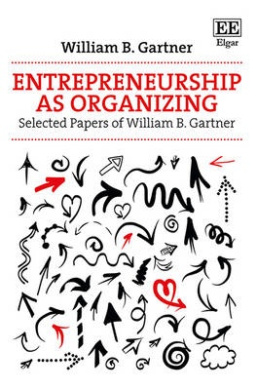 EE
Elgar
William B. Gartner
ENTREPRENEURSHIP
AS ORGANIZING
Selected Papers of William B. Gartner